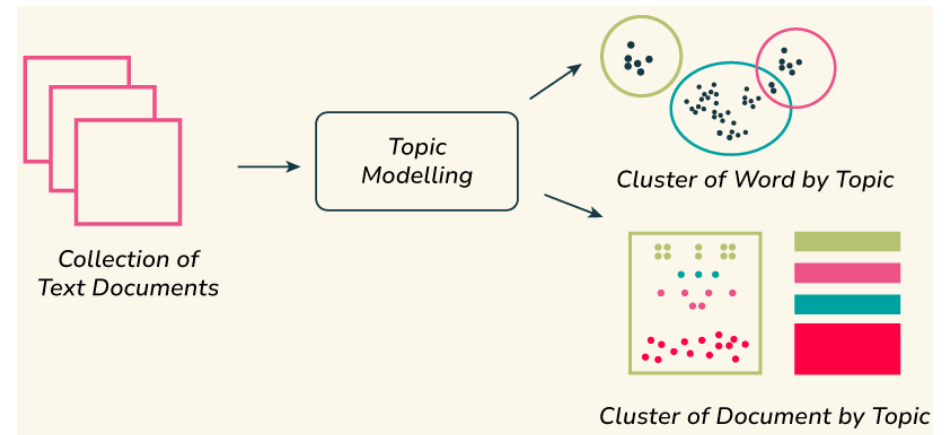 Collection of
Text Documents
Topic
Modelling
Cluster of Word by Topic
Cluster of Document by Topic